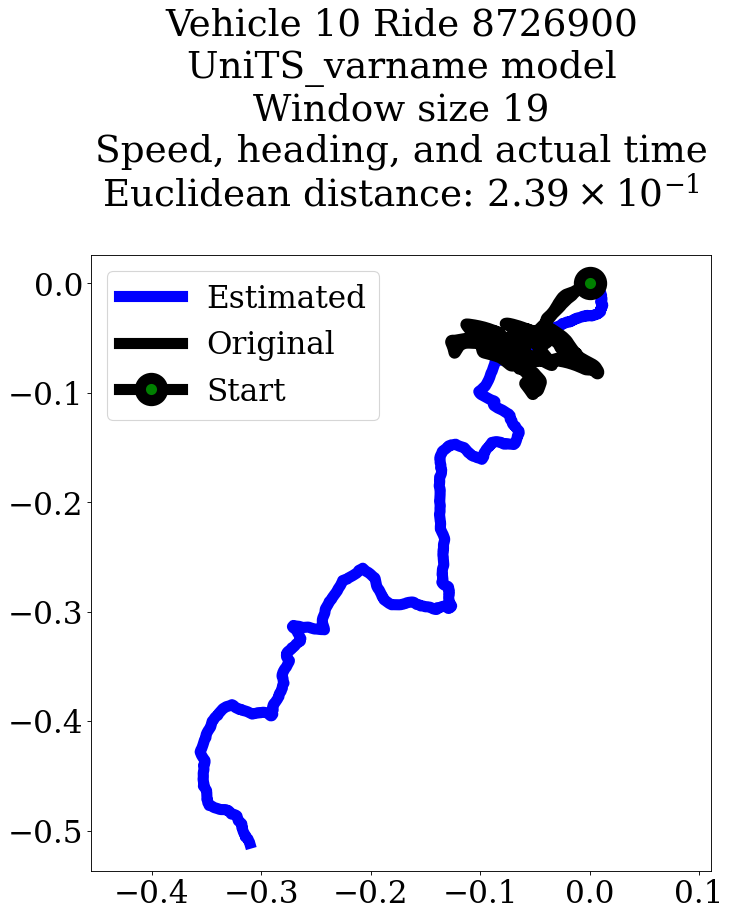 Vehicle 10 Ride 8726900
UniTS_varname model
Window size 19
Speed, heading, and actual time
Euclidean distance: 2.39 × 10⁻¹
Estimated
Original
Start
0.0
−0.1
−0.2
−0.3
−0.4
−0.5
−0.4 −0.3 −0.2 −0.1 0.0 0.1